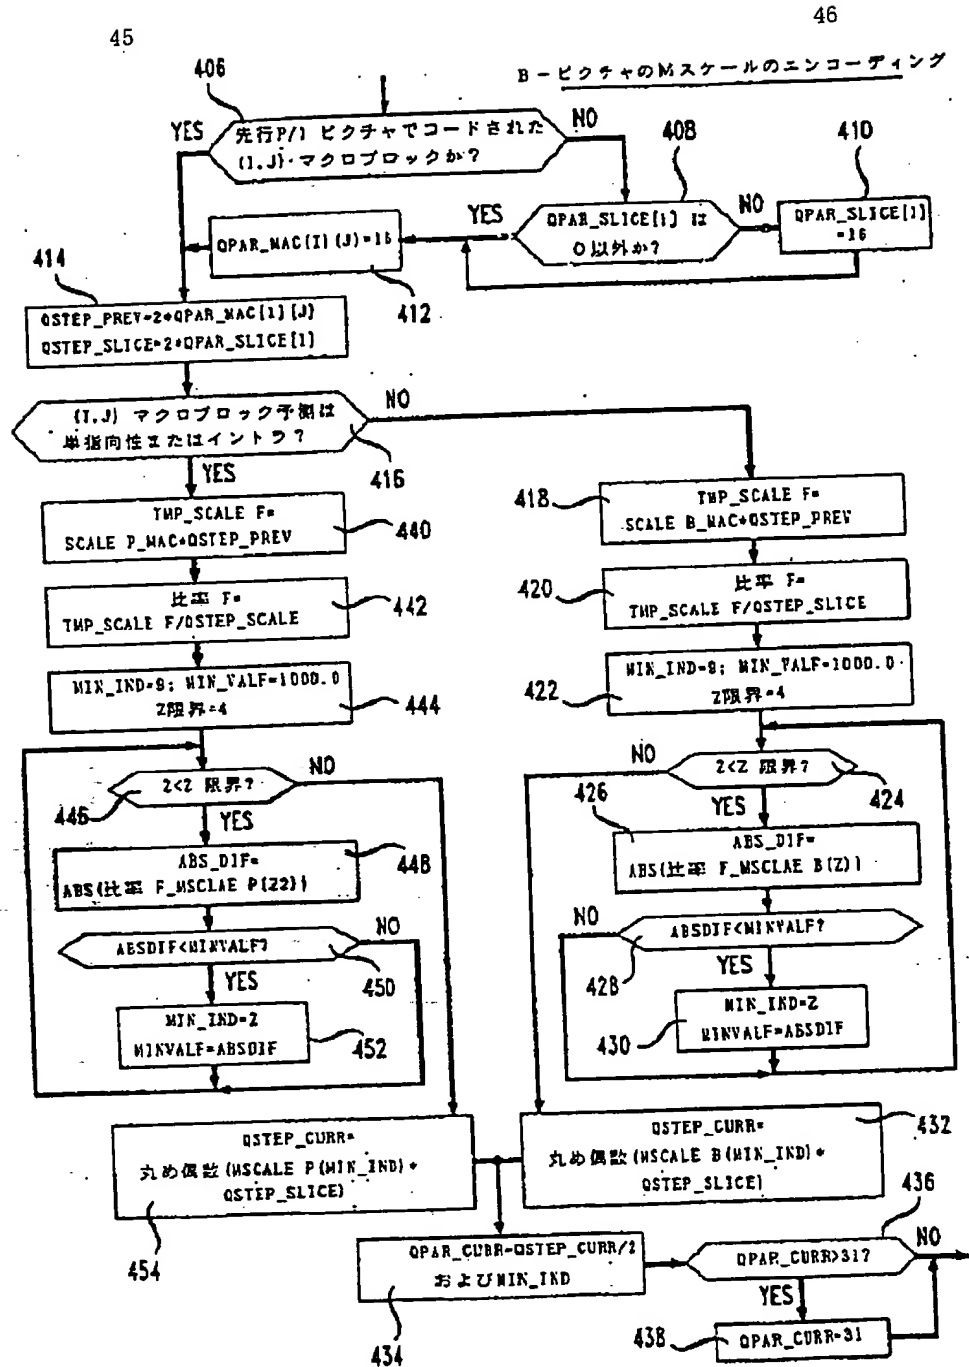 45
46
B-ピクチャのMスケールのエンコーディング
406
先行P/I ピクチャでコードされた
(I,J)・マクロブロックか?
YES
NO
408
410
QPAR_SLICE[I] は
0以外か?
YES
NO
QPAR_SLICE[I]
=16
QPAR_MAC(I)(J)=16
412
414
QSTEP_PREV=2*QPAR_MAC[I][J]
QSTEP_SLICE=2*QPAR_SLICE[I]
(I,J) マクロブロック予測は
単指向性またはイントラ?
NO
416
YES
TMP_SCALE F=
SCALE P_MAC*QSTEP_PREV
440
418
TMP_SCALE F=
SCALE B_MAC*QSTEP_PREV
比率 F=
TMP_SCALE F/QSTEP_SCALE
442
420
比率 F=
TMP_SCALE F/QSTEP_SLICE
MIN_IND=9; MIN_VALF=1000.0
Z限界=4
444
422
MIN_IND=9; MIN_VALF=1000.0
Z限界=4
2<Z 限界?
NO
446
YES
NO
2<Z 限界?
424
426
YES
ABS_DIF=
ABS(比率 F_MSCLAE P(Z2))
448
ABS_DIF=
ABS(比率 F_MSCLAE B(Z))
ABSDIF<MINVALF?
NO
450
YES
NO
ABSDIF<MINVALF?
428
YES
MIN_IND=2
MINVALF=ABSDIF
452
430
MIN_IND=Z
MINVALF=ABSDIF
QSTEP_CURR=
丸め偶数(MSCALE P(MIN_IND)*
QSTEP_SLICE)
454
QSTEP_CURR=
丸め偶数(MSCALE B(MIN_IND)*
QSTEP_SLICE)
432
QPAR_CURR=QSTEP_CURR/2
およびMIN_IND
434
QPAR_CURR>31?
436
NO
YES
438
QPAR_CURR=31